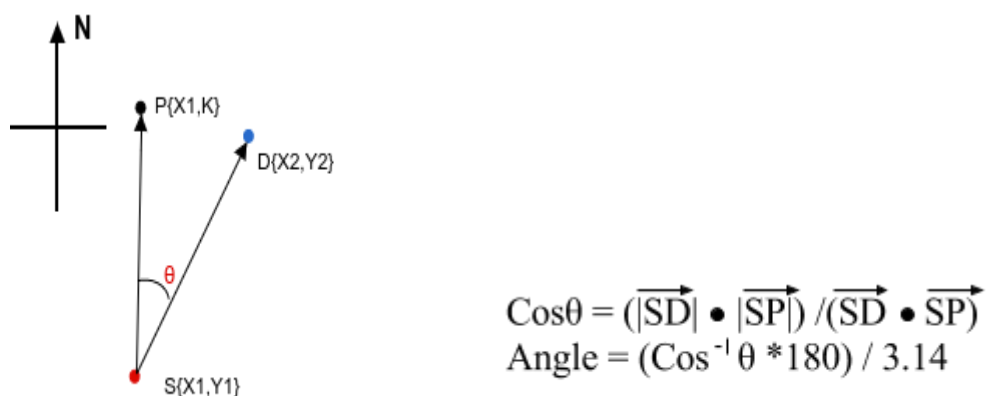 N
P{X1,K}
D{X2,Y2}
θ
S{X1,Y1}
Cosθ = (|SD| • |SP|) /(SD • SP)
Angle = (Cos⁻¹ θ *180) / 3.14